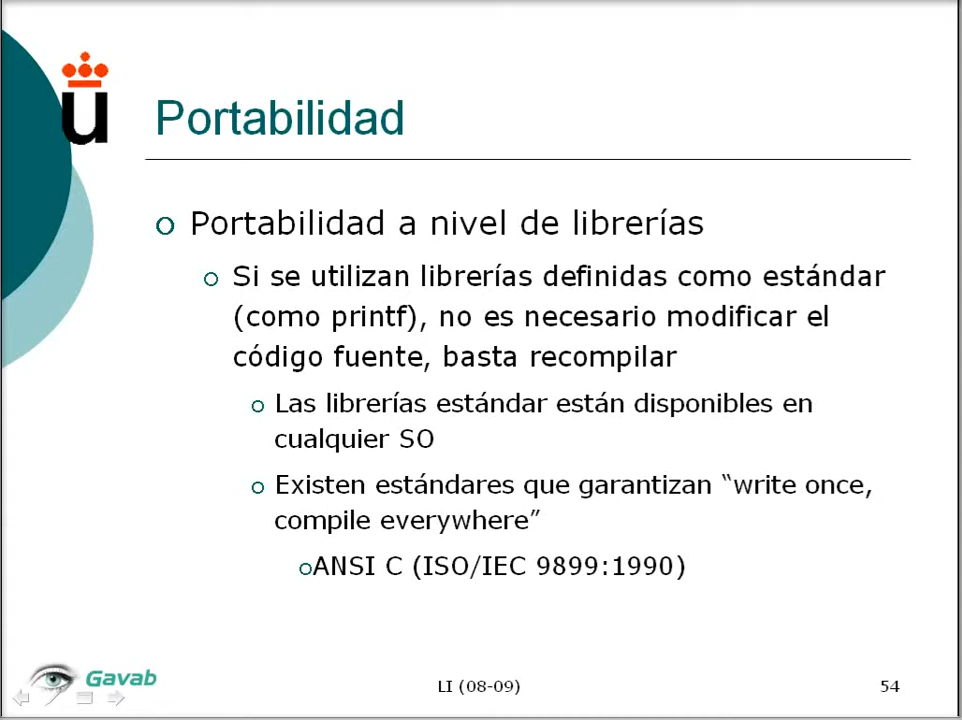 u
Portabilidad
o Portabilidad a nivel de librerías
o Si se utilizan librerías definidas como estándar
(como printf), no es necesario modificar el
código fuente, basta recompilar
o Las librerías estándar están disponibles en
cualquier SO
o Existen estándares que garantizan “write once,
compile everywhere”
oANSI C (ISO/IEC 9899:1990)
Gavab
LI (08-09)
54